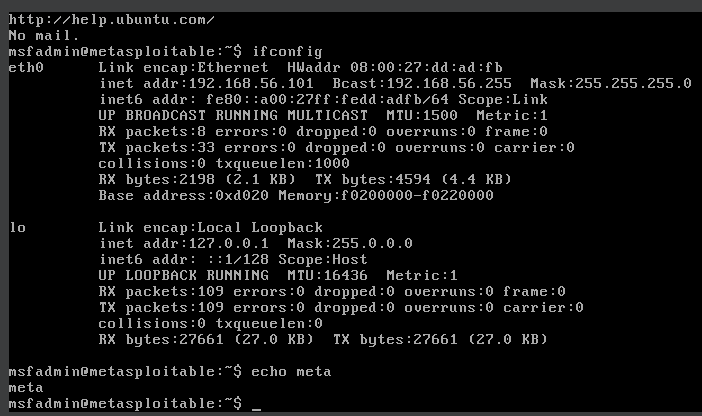 http://help.ubuntu.com/
No mail.
msfadmin@metasploitable:~$ ifconfig
eth0      Link encap:Ethernet  HWaddr 08:00:27:dd:ad:fb
          inet addr:192.168.56.101  Bcast:192.168.56.255  Mask:255.255.255.0
          inet6 addr: fe80::a00:27ff:fedd:adfb/64 Scope:Link
          UP BROADCAST RUNNING MULTICAST  MTU:1500  Metric:1
          RX packets:8 errors:0 dropped:0 overruns:0 frame:0
          TX packets:33 errors:0 dropped:0 overruns:0 carrier:0
          collisions:0 txqueuelen:1000
          RX bytes:2198 (2.1 KB)  TX bytes:4594 (4.4 KB)
          Base address:0xd020 Memory:f0200000-f0220000
lo        Link encap:Local Loopback
          inet addr:127.0.0.1  Mask:255.0.0.0
          inet6 addr: ::1/128 Scope:Host
          UP LOOPBACK RUNNING  MTU:16436  Metric:1
          RX packets:109 errors:0 dropped:0 overruns:0 frame:0
          TX packets:109 errors:0 dropped:0 overruns:0 carrier:0
          collisions:0 txqueuelen:0
          RX bytes:27661 (27.0 KB)  TX bytes:27661 (27.0 KB)
msfadmin@metasploitable:~$ echo meta
meta
msfadmin@metasploitable:~$ _